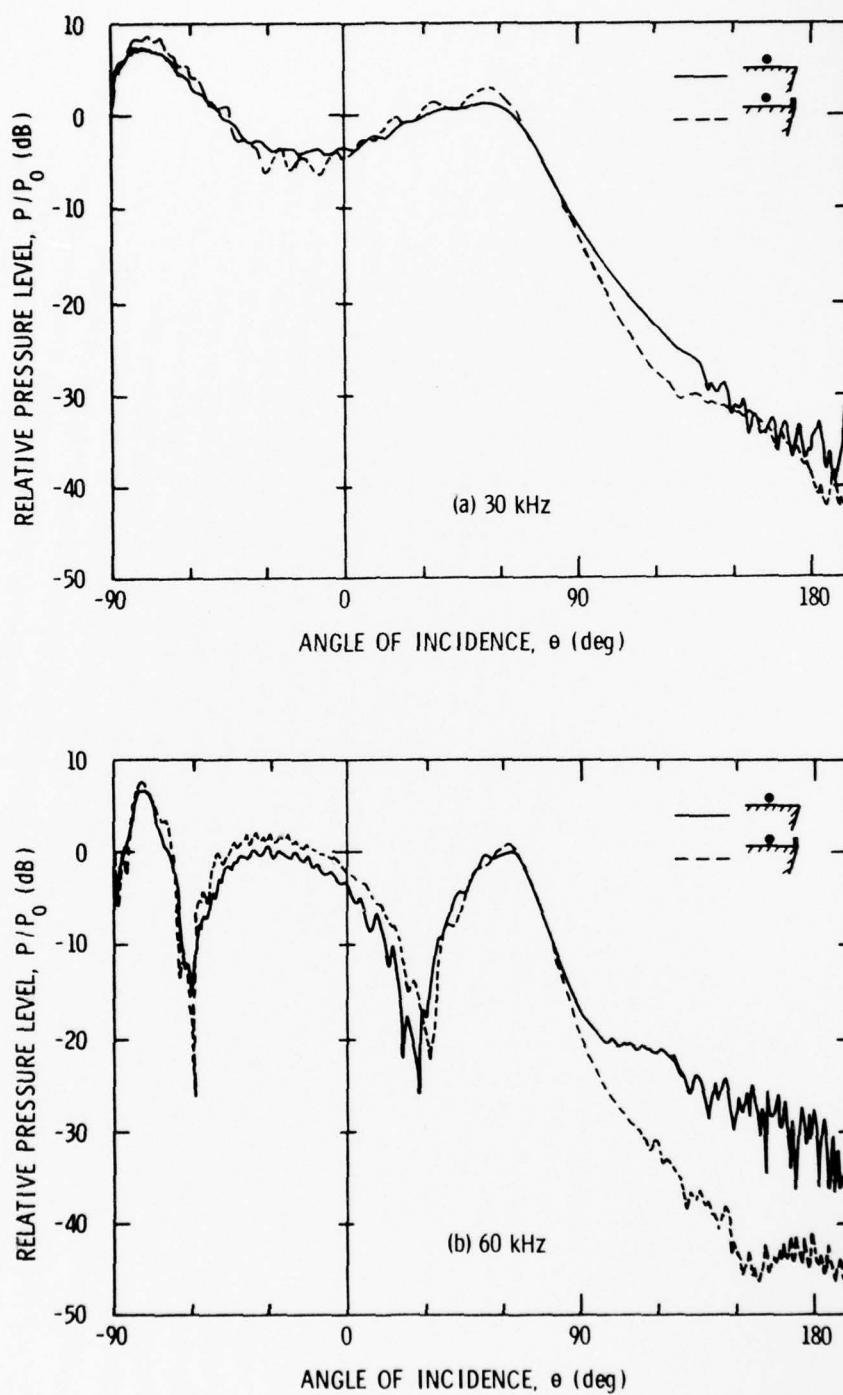 10
0
-10
-20
-30
-40
-50
RELATIVE PRESSURE LEVEL, P/P0 (dB)
(a) 30 kHz
-90 0 90 180
ANGLE OF INCIDENCE, θ (deg)
10
0
-10
-20
-30
-40
-50
RELATIVE PRESSURE LEVEL, P/P0 (dB)
(b) 60 kHz
-90 0 90 180
ANGLE OF INCIDENCE, θ (deg)